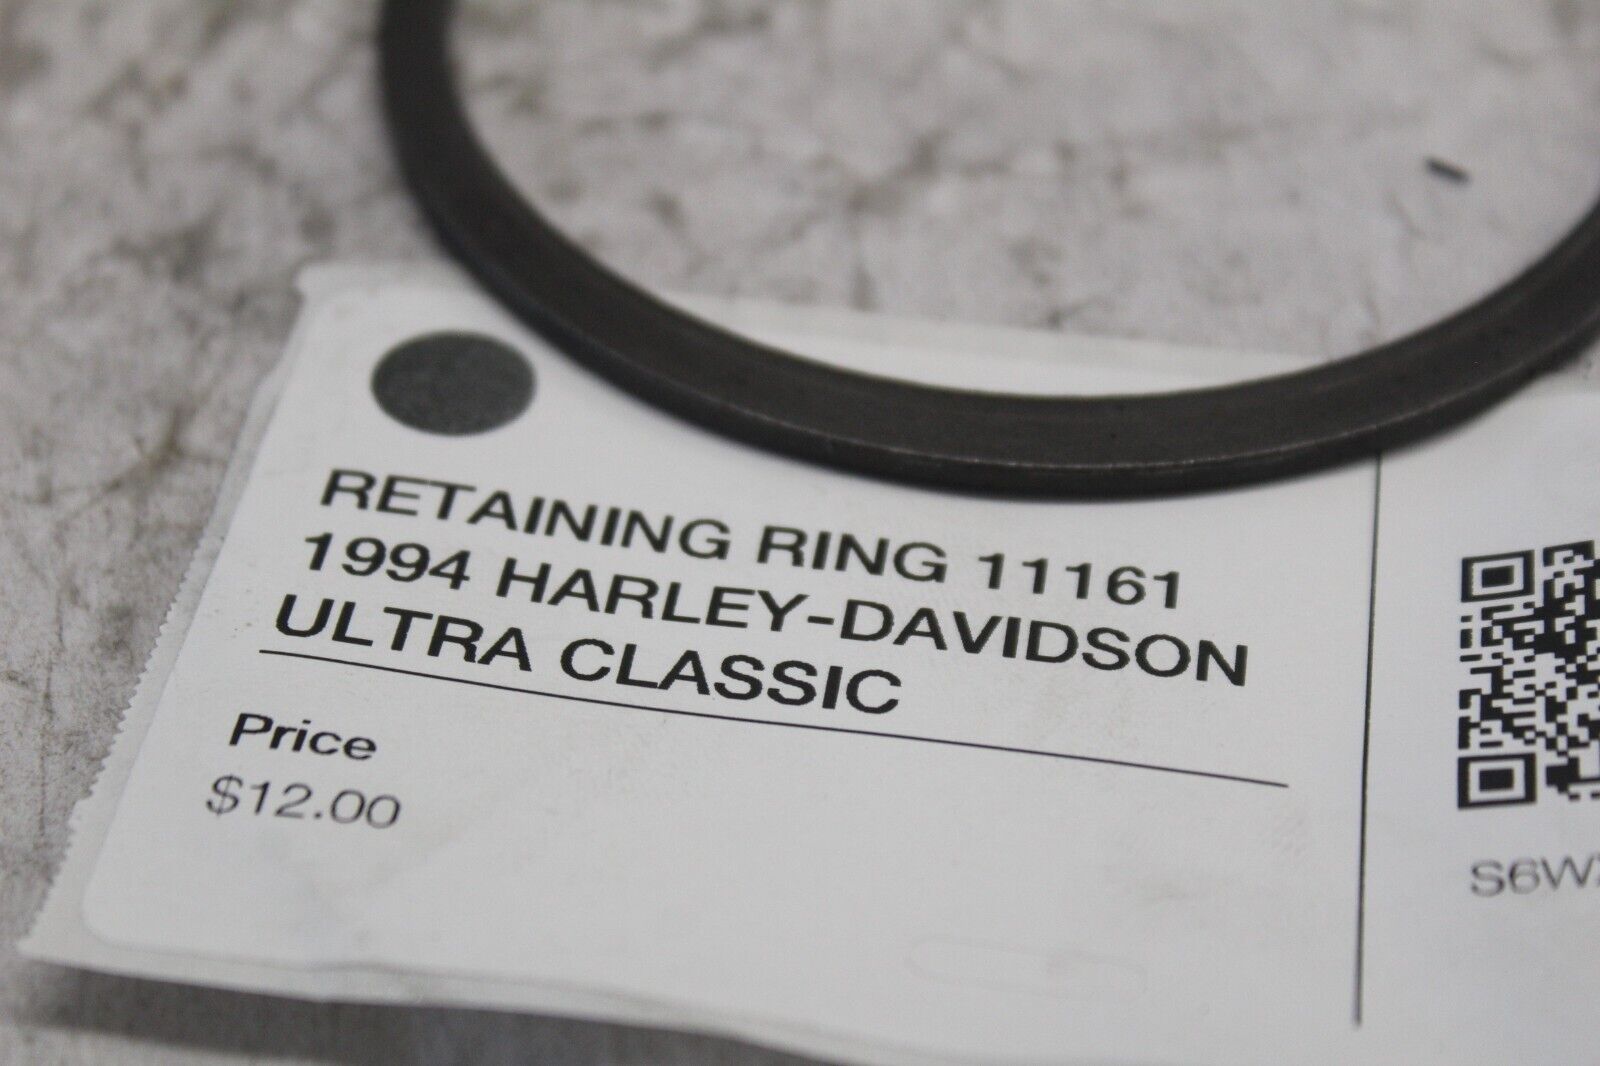 RETAINING RING 11161
1994 HARLEY-DAVIDSON
ULTRA CLASSIC
Price
$12.00